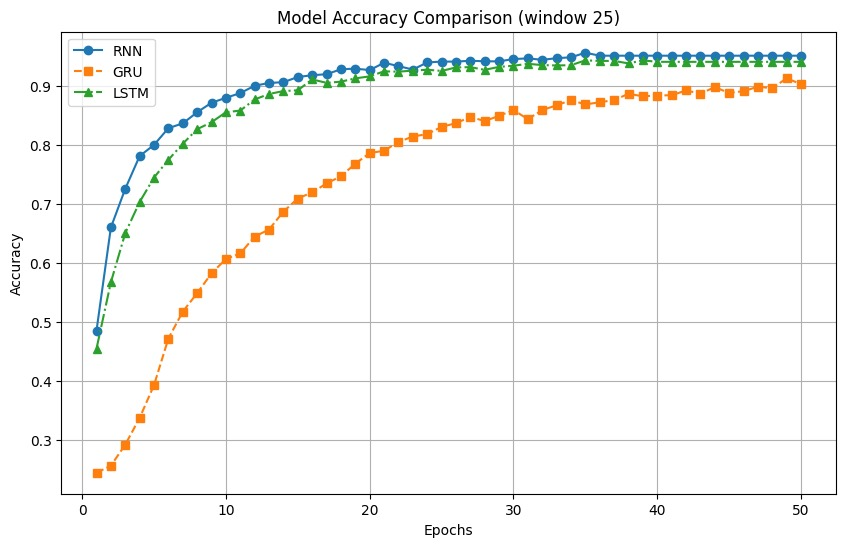 Model Accuracy Comparison (window 25)
RNN
GRU
LSTM
0.9
0.8
0.7
0.6
0.5
0.4
0.3
Accuracy
0 10 20 30 40 50
Epochs